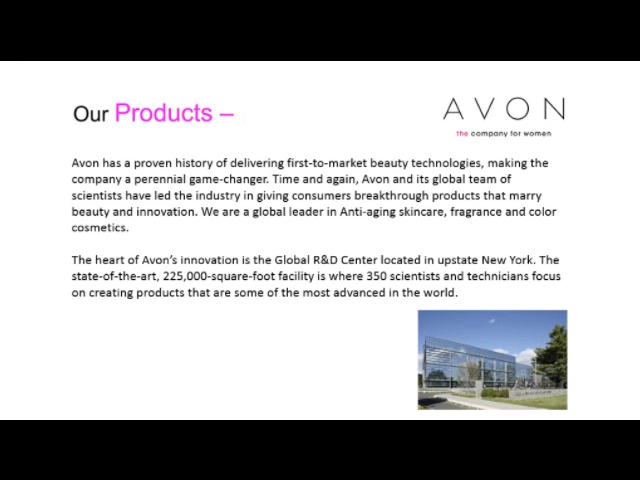 Our Products –
AVON
the company for women
Avon has a proven history of delivering first-to-market beauty technologies, making the
company a perennial game-changer. Time and again, Avon and its global team of
scientists have led the industry in giving consumers breakthrough products that marry
beauty and innovation. We are a global leader in Anti-aging skincare, fragrance and color
cosmetics.
The heart of Avon’s innovation is the Global R&D Center located in upstate New York. The
state-of-the-art, 225,000-square-foot facility is where 350 scientists and technicians focus
on creating products that are some of the most advanced in the world.